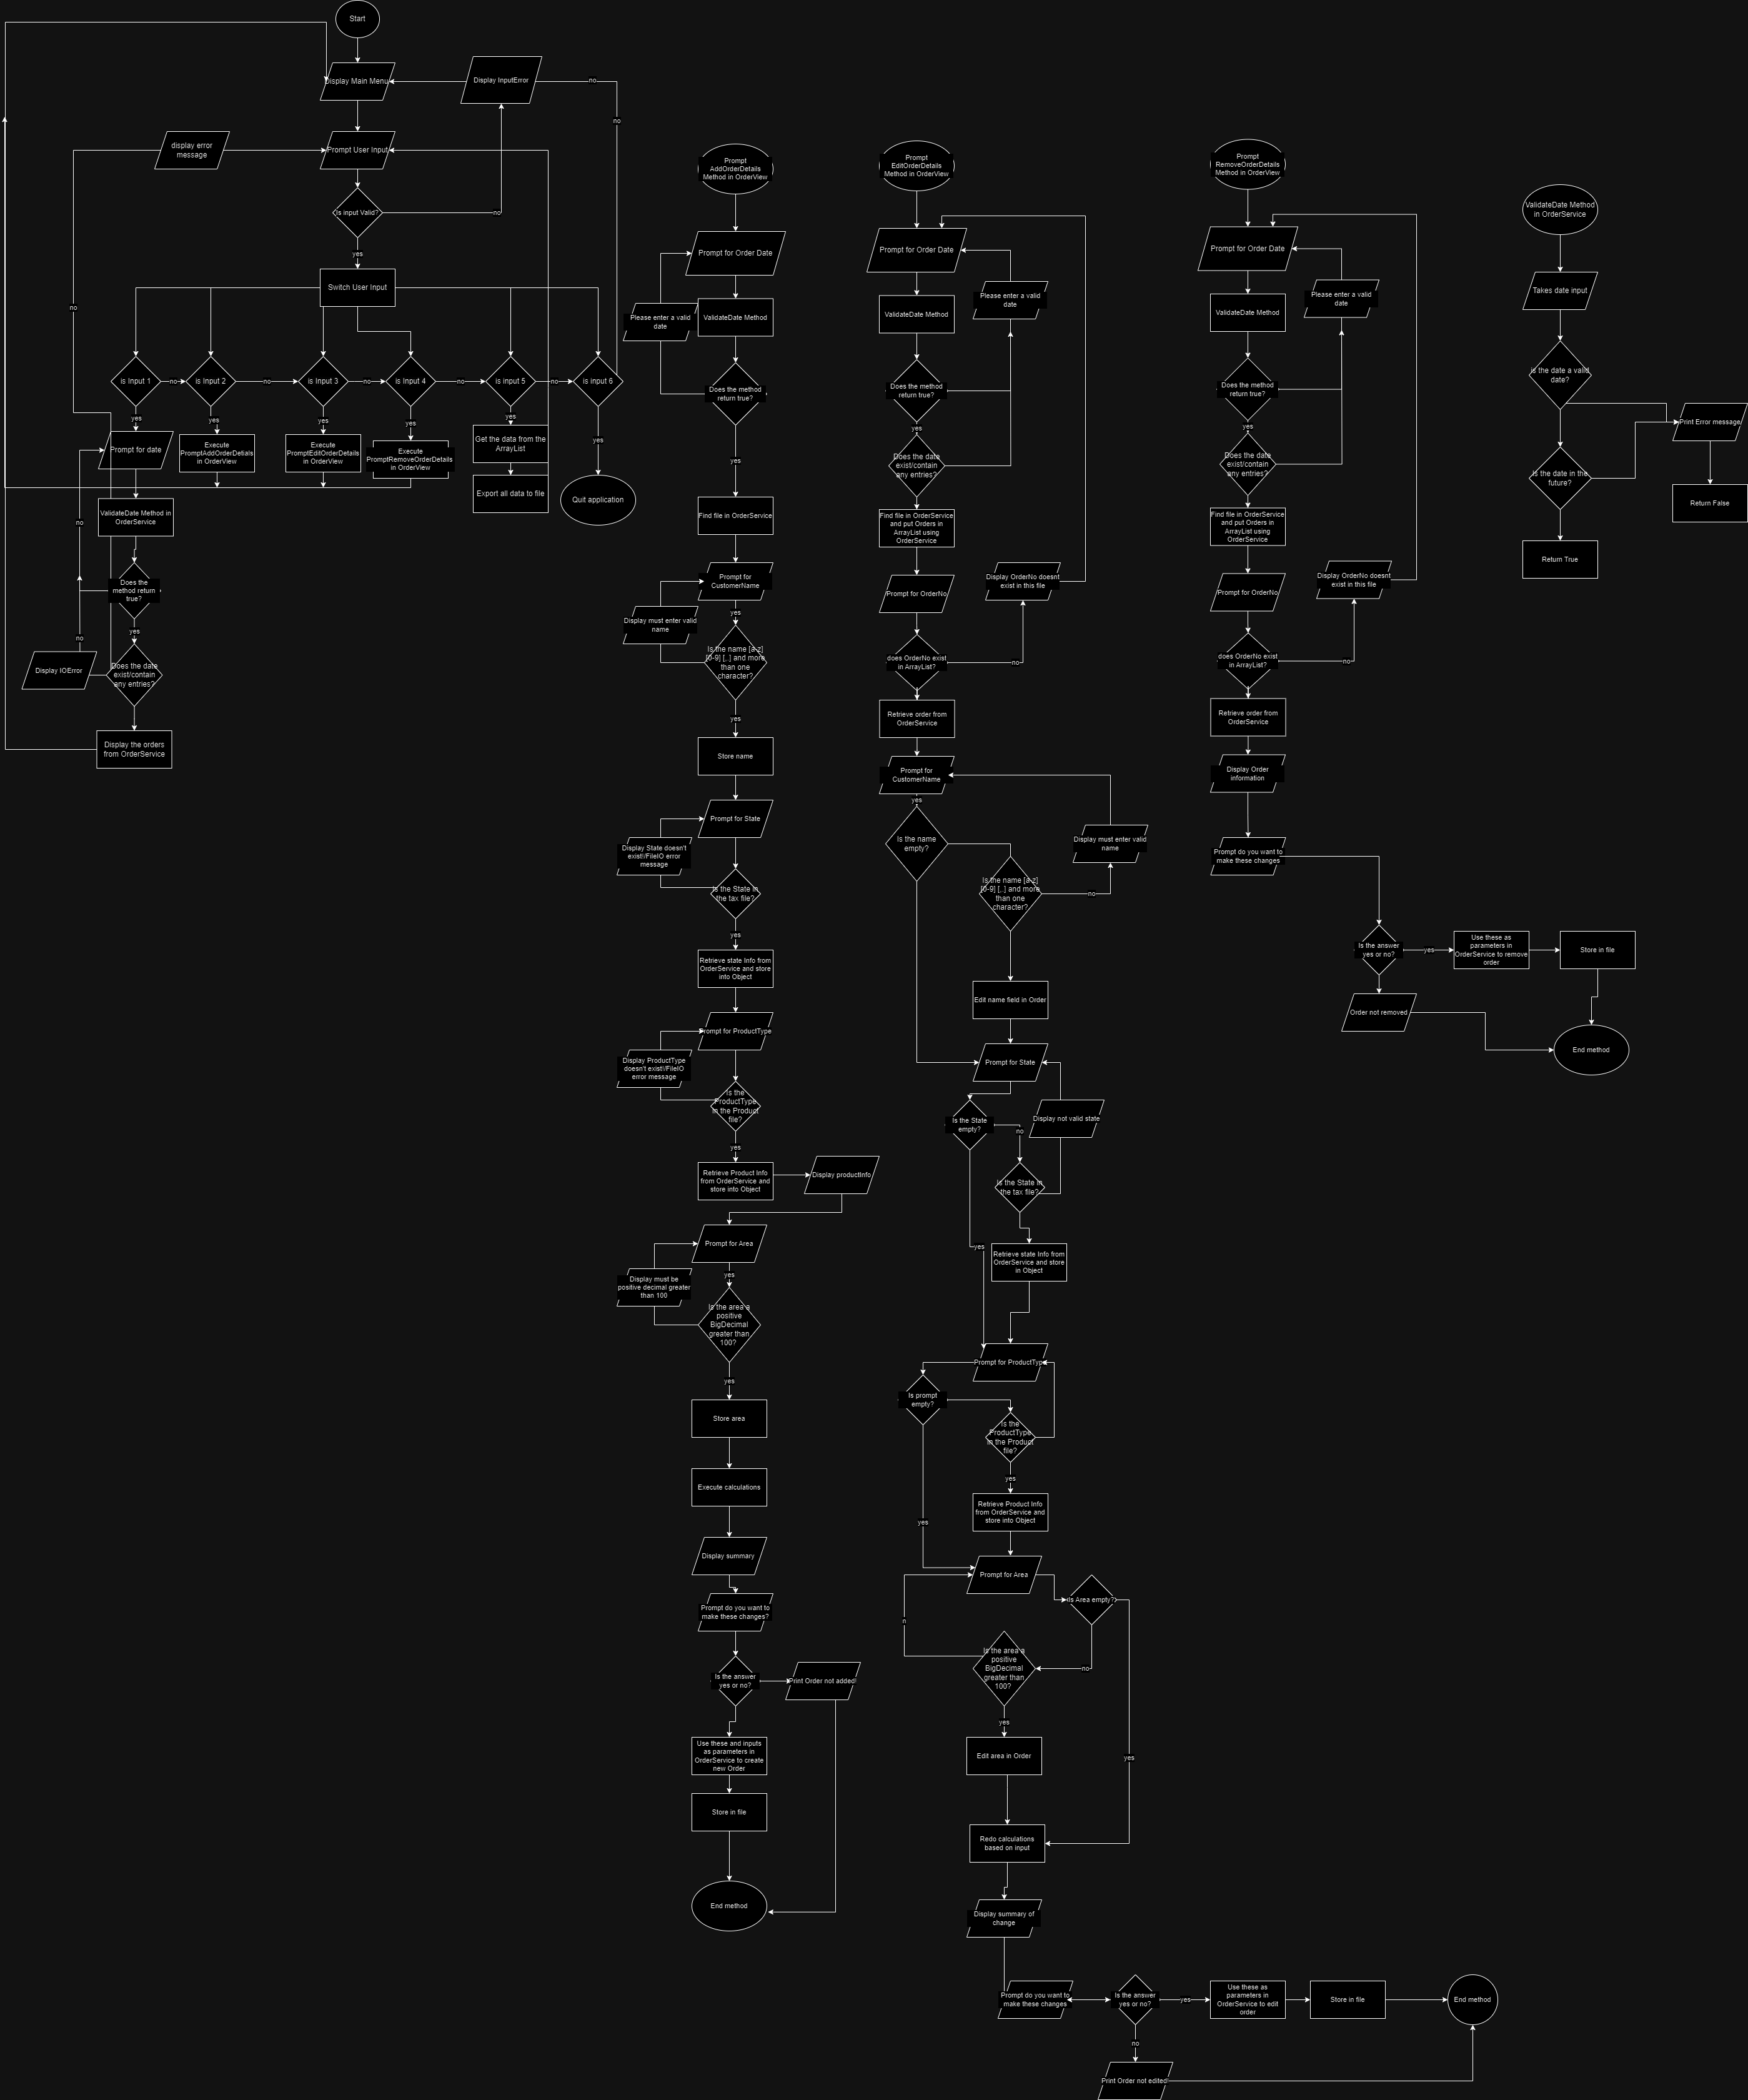 Start
Display Main Menu
Display InputError
no
no
display error
message
Prompt User Input
Is input Valid?
no
yes
Switch User Input
no
is Input 1
no
is Input 2
no
is Input 3
no
is Input 4
no
is input 5
no
is input 6
yes
yes
yes
yes
yes
yes
Prompt for date
Execute
PromptAddOrderDetials
in OrderView
Execute
PromptEditOrderDetails
in OrderView
Execute
PromptRemoveOrderDetails
in OrderView
Get the data from the
ArrayList
Export all data to file
Quit application
ValidateDate Method in
OrderService
no
Does the
method return
true?
yes
no
Display IOError
Does the date
exist/contain
any entries?
Display the orders
from OrderService
Prompt
AddOrderDetails
Method in OrderView
Prompt for Order Date
Please enter a valid
date
ValidateDate Method
Does the method
return true?
yes
Find file in OrderService
Prompt for
CustomerName
yes
Display must enter valid
name
Is the name [a-z]
[0-9] [,.] and more
than one
character?
yes
Store name
Prompt for State
Display State doesn't
exist!/FileIO error
message
Is the State in
the tax file?
yes
Retrieve state Info from
OrderService and store
into Object
Prompt for ProductType
Display ProductType
doesn't exist!/FileIO
error message
Is the
ProductType
in the Product
file?
yes
Retrieve Product Info
from OrderService and
store into Object
Display productInfo
Prompt for Area
yes
Display must be
positive decimal greater
than 100
Is the area a
positive
BigDecimal
greater than
100?
yes
Store area
Execute calculations
Display summary
Prompt do you want to
make these changes?
Is the answer
yes or no?
Print Order not added!
Use these and inputs
as parameters in
OrderService to create
new Order
Store in file
End method
Prompt
EditOrderDetails
Method in OrderView
Prompt for Order Date
Please enter a valid
date
ValidateDate Method
Does the method
return true?
yes
Does the date
exist/contain
any entries?
Find file in OrderService
and put Orders in
ArrayList using
OrderService
Prompt for OrderNo
Display OrderNo doesnt
exist in this file
does OrderNo exist
in ArrayList?
no
Retrieve order from
OrderService
Prompt for
CustomerName
yes
Is the name
empty?
Display must enter valid
name
Is the name [a-z]
[0-9] [,.] and more
than one
character?
no
Edit name field in Order
Prompt for State
Is the State
empty?
no
Display not valid state
Is the State in
the tax file?
yes
Retrieve state Info from
OrderService and store
in Object
Prompt for ProductType
Is prompt
empty?
Is the
ProductType
in the Product
file?
yes
Retrieve Product Info
from OrderService and
store into Object
yes
Prompt for Area
Is Area empty?
n
Is the area a
positive
BigDecimal
greater than
100?
no
yes
Edit area in Order
yes
Redo calculations
based on input
Display summary of
change
Prompt do you want to
make these changes
Is the answer
yes or no?
yes
Use these as
parameters in
OrderService to edit
order
Store in file
End method
no
Print Order not edited!
Prompt
RemoveOrderDetails
Method in OrderView
Prompt for Order Date
Please enter a valid
date
ValidateDate Method
Does the method
return true?
yes
Does the date
exist/contain
any entries?
Find file in OrderService
and put Orders in
ArrayList using
OrderService
Prompt for OrderNo
Display OrderNo doesnt
exist in this file
does OrderNo exist
in ArrayList?
no
Retrieve order from
OrderService
Display Order
information
Prompt do you want to
make these changes
Is the answer
yes or no?
yes
Use these as
parameters in
OrderService to remove
order
Store in file
Order not removed
End method
ValidateDate Method
in OrderService
Takes date input
is the date a valid
date?
Print Error message
Is the date in the
future?
Return False
Return True